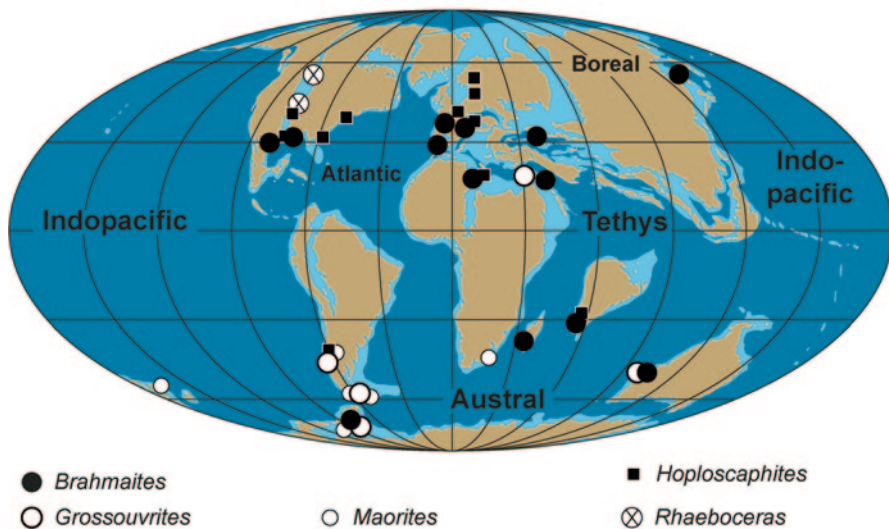 Boreal
Indo-
pacific
Atlantic
Indopacific
Tethys
Austral
Brahmaites
Hoploscaphites
Grossouvrites
Maorites
Rhaeboceras